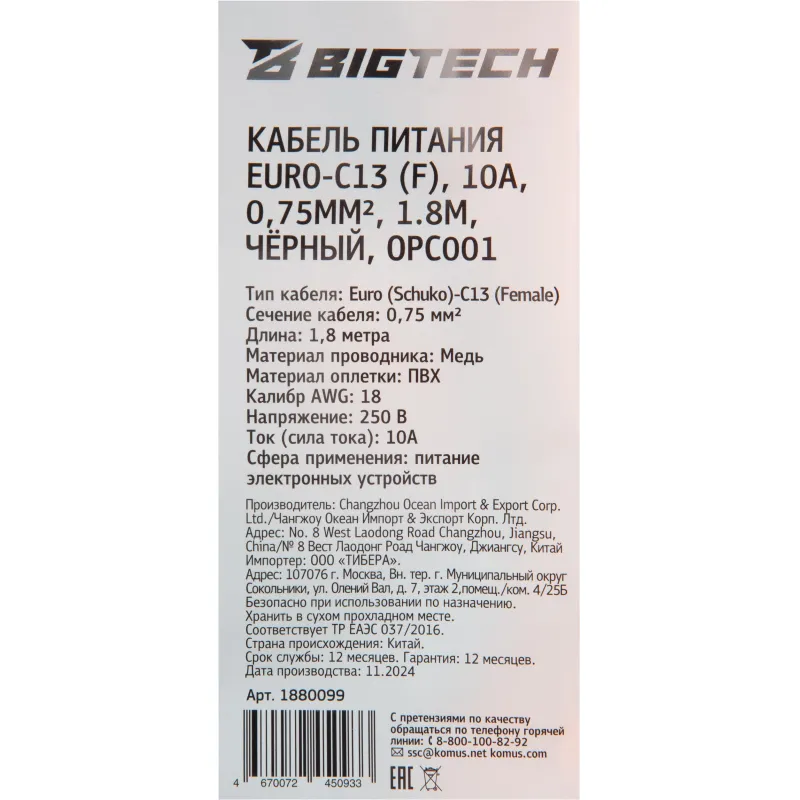 BIGTECH
КАБЕЛЬ ПИТАНИЯ
EURO-C13 (F), 10А,
0,75ММ², 1.8М,
ЧЁРНЫЙ, OPC001
Тип кабеля: Euro (Schuko)-C13 (Female)
Сечение кабеля: 0,75 мм²
Длина: 1,8 метра
Материал проводника: Медь
Материал оплетки: ПВХ
Калибр AWG: 18
Напряжение: 250 В
Ток (сила тока): 10А
Сфера применения: питание
электронных устройств
Производитель: Changzhou Ocean Import & Export Corp.
Ltd./Чангжоу Океан Импорт & Экспорт Корп. Лтд.
Адрес: No. 8 West Laodong Road Changzhou, Jiangsu,
China/№ 8 Вест Лаодонг Роад Чангжоу, Джиангсу, Китай
Импортер: ООО «ТИБЕРА».
Адрес: 107076 г. Москва, Вн. тер. г. Муниципальный округ
Сокольники, ул. Олений Вал, д. 7, этаж 2,помещ./ком. 4/25Б
Безопасно при использовании по назначению.
Хранить в сухом прохладном месте.
Соответствует ТР ЕАЭС 037/2016.
Страна происхождения: Китай.
Срок службы: 12 месяцев. Гарантия: 12 месяцев.
Дата производства: 11.2024
Арт. 1880099
С претензиями по качеству
обращаться по телефону горячей
линии: 8-800-100-82-92
ssc@komus.net komus.com
4 670072 450933
EAC